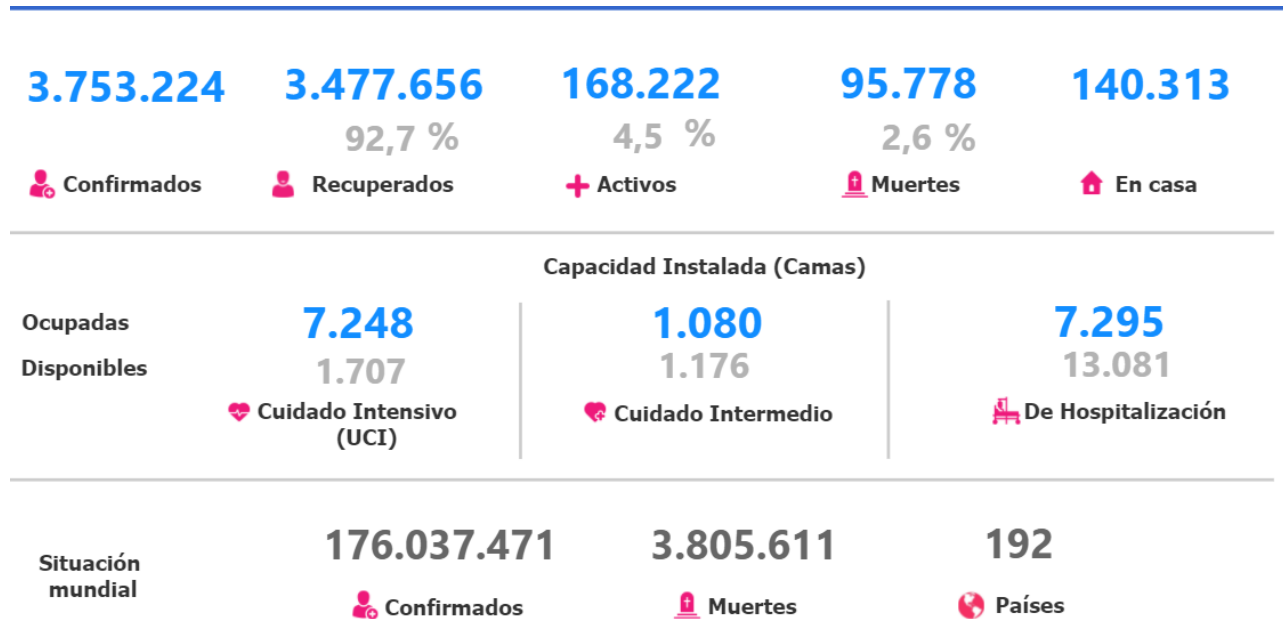 3.753.224 3.477.656 168.222 95.778 140.313
92,7 % 4,5 % 2,6 %
Confirmados Recuperados Activos Muertes En casa
Capacidad Instalada (Camas)
Ocupadas 7.248 1.080 7.295
Disponibles 1.707 1.176 13.081
Cuidado Intensivo Cuidado Intermedio De Hospitalización
(UCI)
176.037.471 3.805.611 192
Situación
mundial
Confirmados Muertes Países